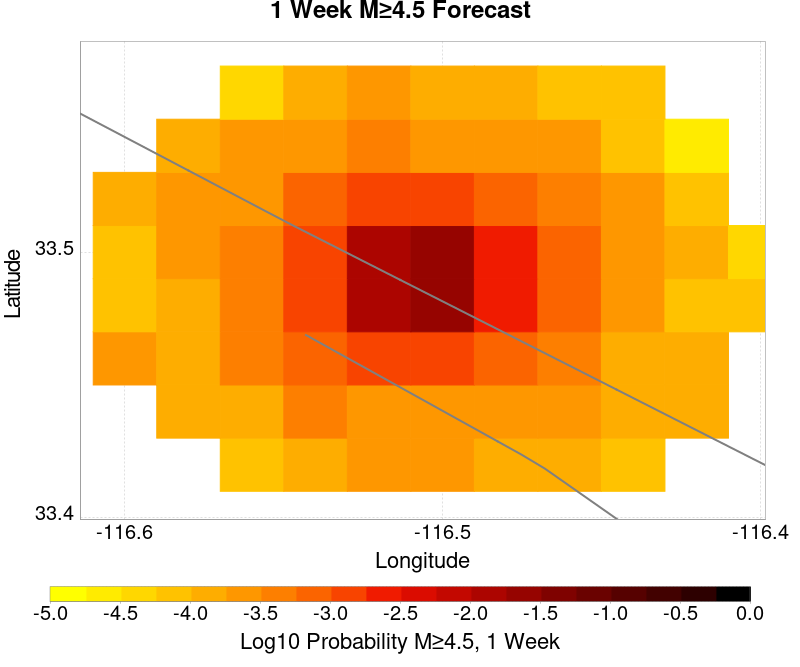 1 Week M≥4.5 Forecast
Latitude
33.5
33.4
-116.6 -116.5 -116.4
Longitude
-5.0 -4.5 -4.0 -3.5 -3.0 -2.5 -2.0 -1.5 -1.0 -0.5 0.0
Log10 Probability M≥4.5, 1 Week